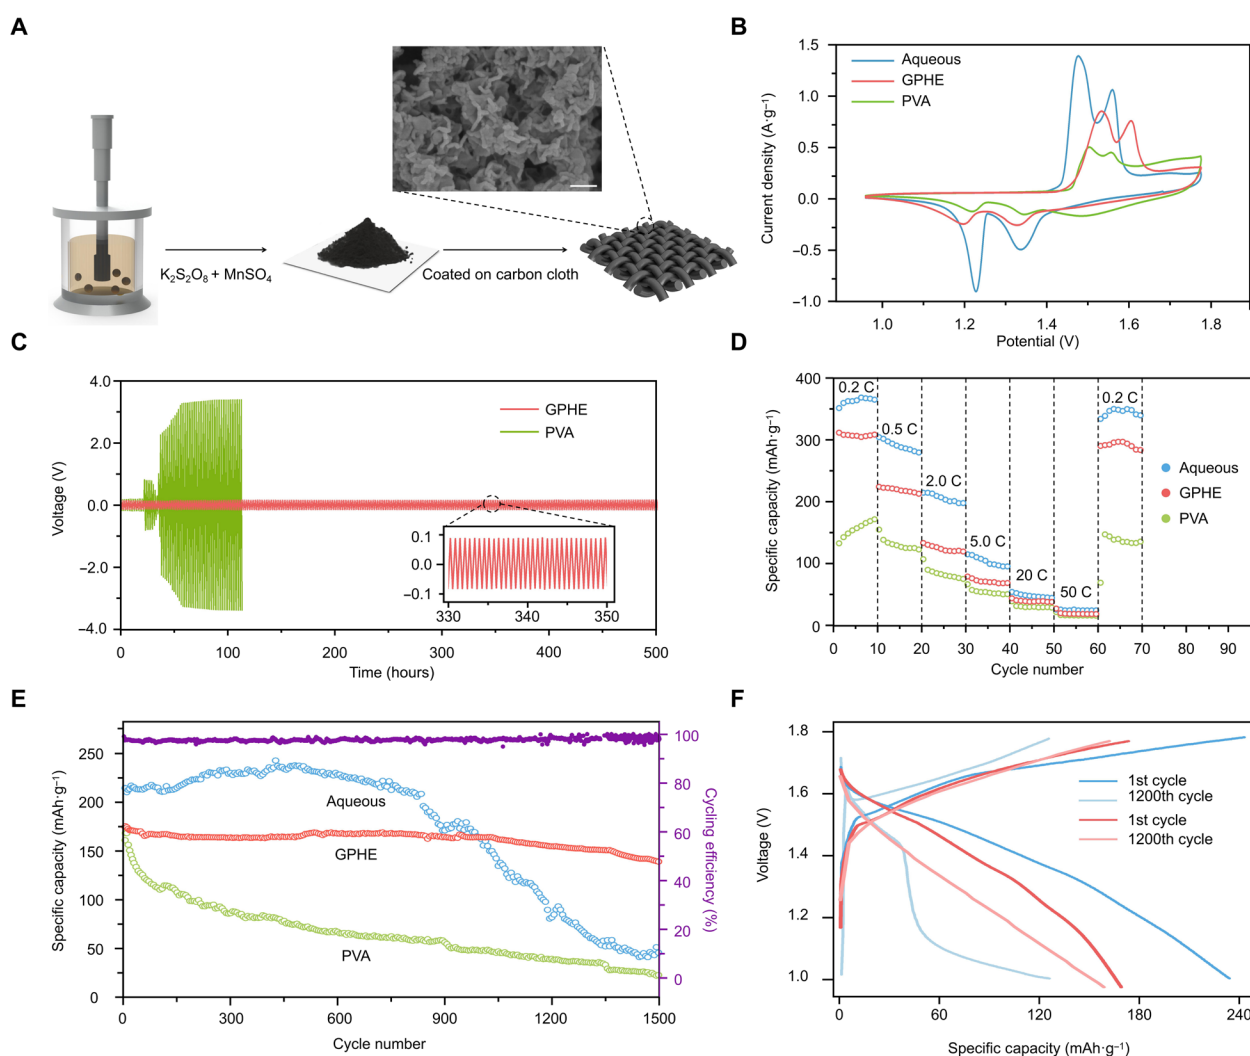 A
K₂S₂O₈ + MnSO₄
Coated on carbon cloth
B
Aqueous
GPHE
PVA
Current density (A·g⁻¹)
1.5
1.0
0.5
0.0
−0.5
−1.0
1.0 1.2 1.4 1.6 1.8
Potential (V)
C
Voltage (V)
4.0
2.0
0.0
−2.0
−4.0
GPHE
PVA
0.1
0.0
−0.1
330 340 350
0 100 200 300 400 500
Time (hours)
D
Specific capacity (mAh·g⁻¹)
400
300
200
100
0
0.2 C
0.5 C
2.0 C
5.0 C
20 C
50 C
0.2 C
Aqueous
GPHE
PVA
0 10 20 30 40 50 60 70 80 90
Cycle number
E
Specific capacity (mAh·g⁻¹)
250
200
150
100
50
0
Aqueous
GPHE
PVA
100
80
60
40
20
0
Cycling efficiency (%)
0 300 600 900 1200 1500
Cycle number
F
Voltage (V)
1.8
1.6
1.4
1.2
1.0
1st cycle
1200th cycle
1st cycle
1200th cycle
0 60 120 180 240
Specific capacity (mAh·g⁻¹)